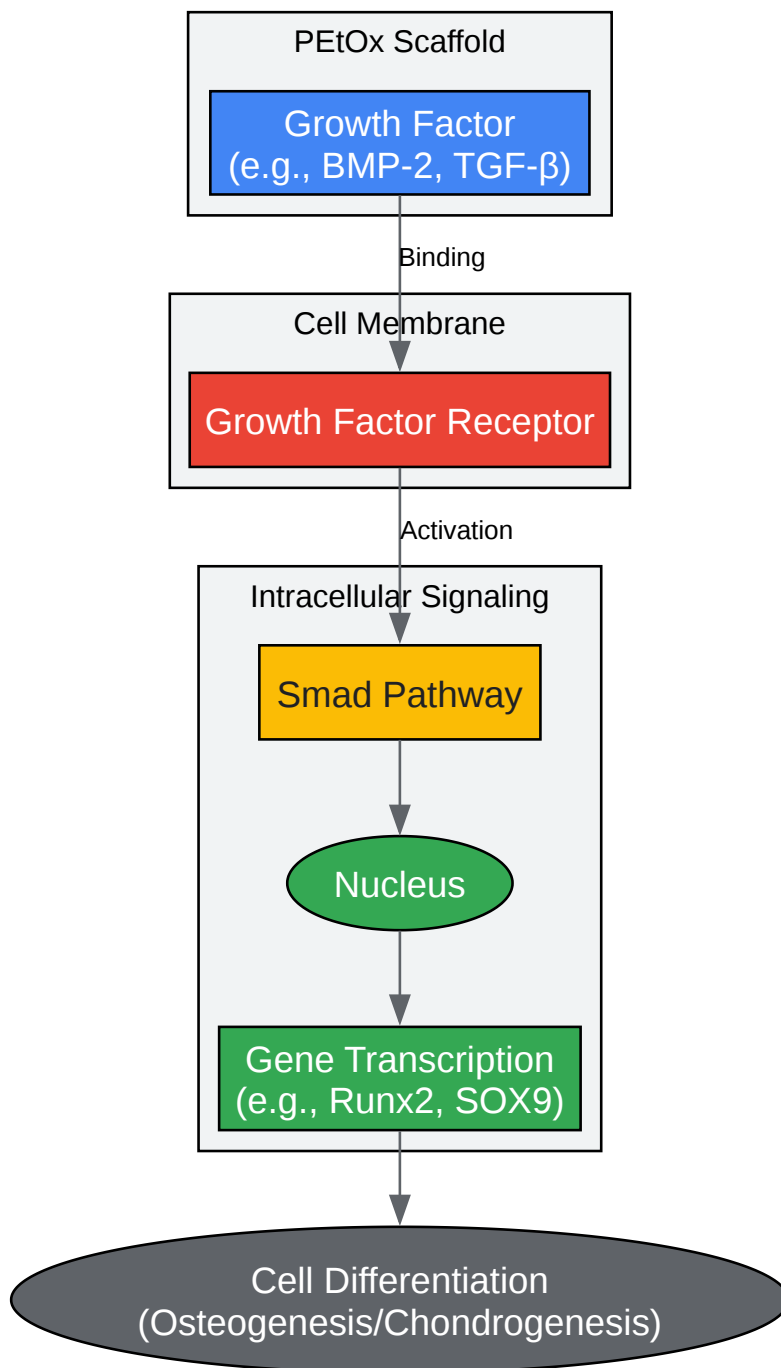 PEtOx Scaffold
Growth Factor
(e.g., BMP-2, TGF-β)
Binding
Cell Membrane
Growth Factor Receptor
Activation
Intracellular Signaling
Smad Pathway
Nucleus
Gene Transcription
(e.g., Runx2, SOX9)
Cell Differentiation
(Osteogenesis/Chondrogenesis)